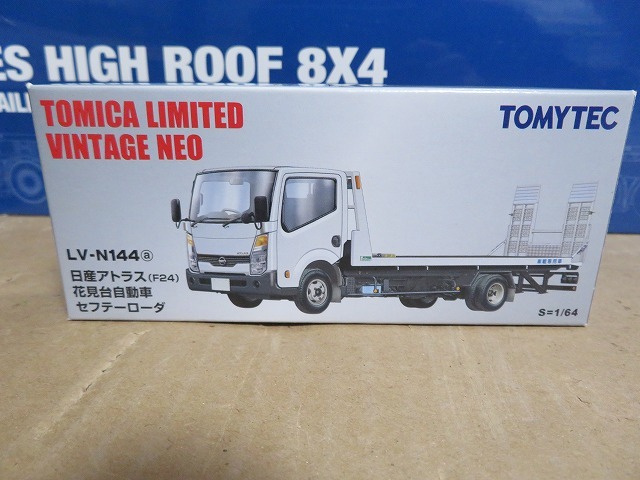 ES HIGH ROOF 8X4
TOMICA LIMITED
VINTAGE NEO
TOMYTEC
LV-N144ⓐ
日産アトラス(F24)
花見台自動車
セフテーローダ
S=1/64